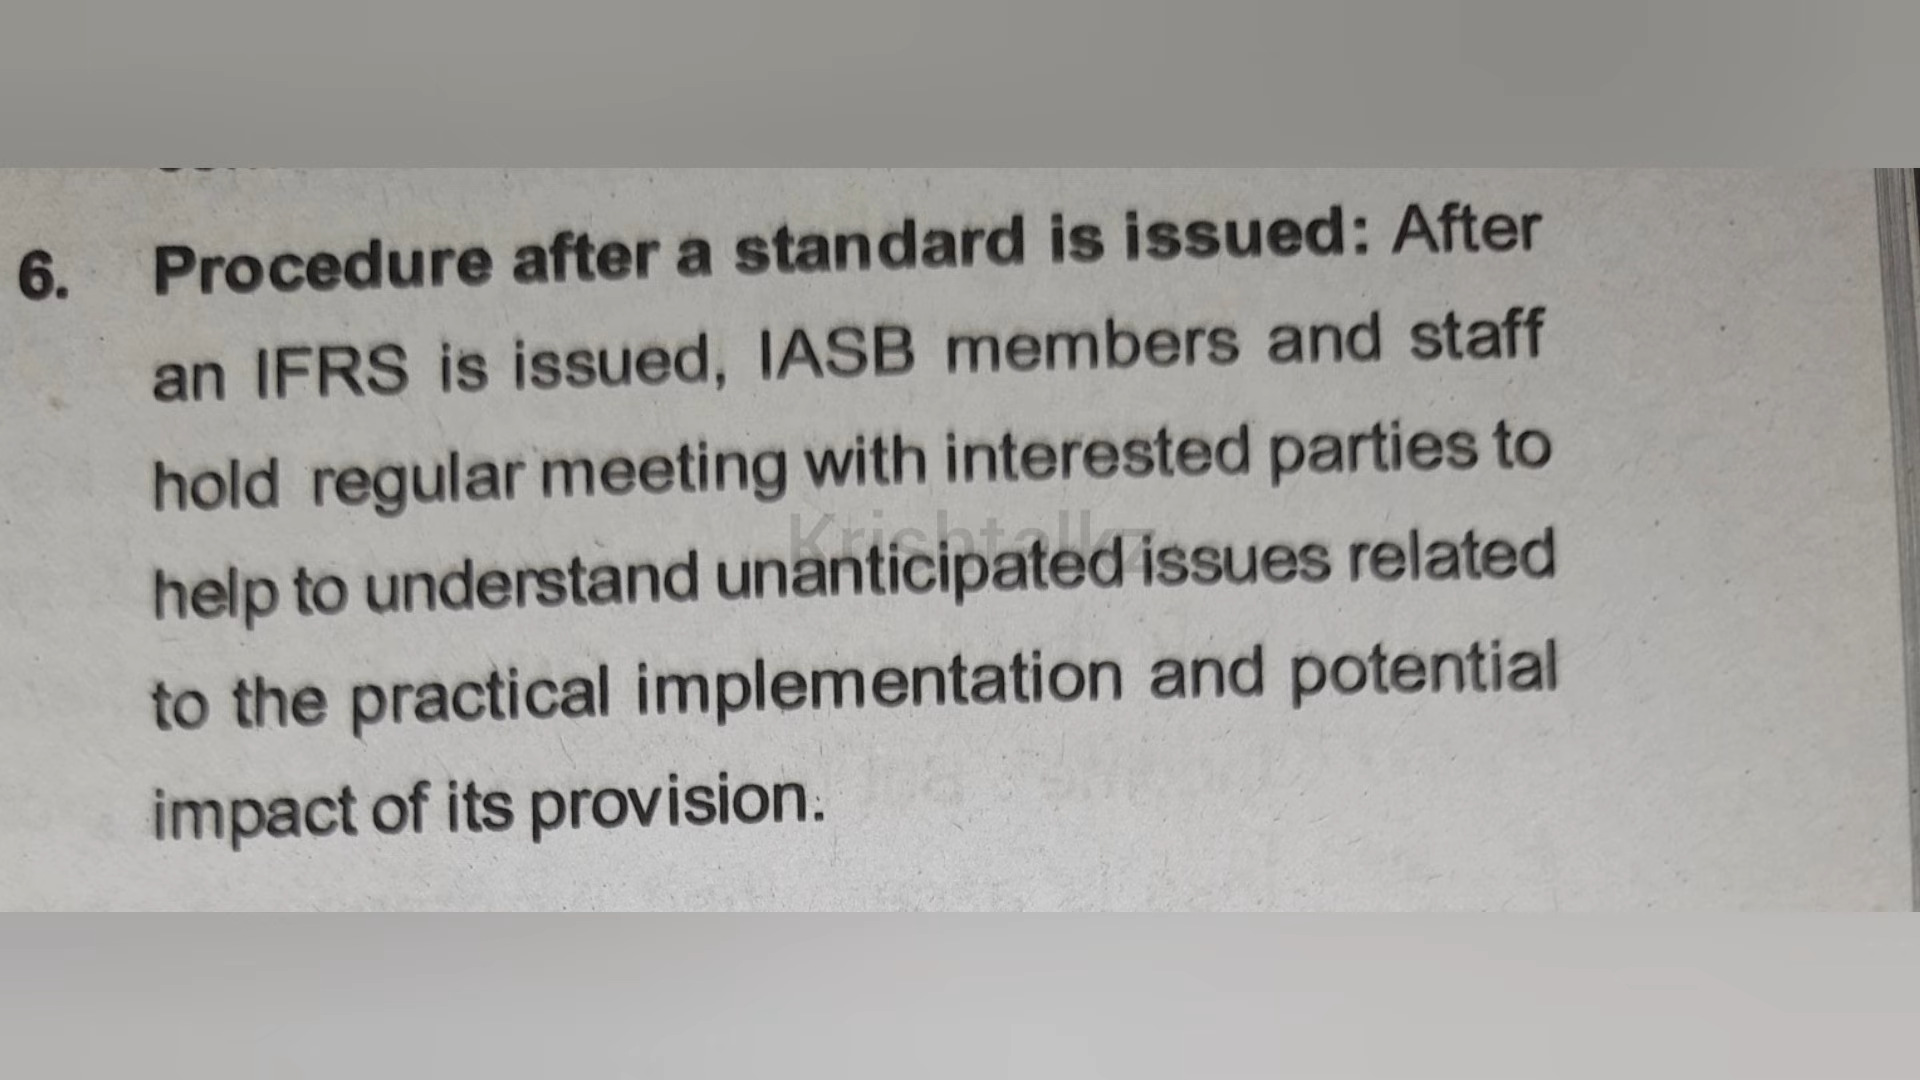 6. Procedure after a standard is issued: After
an IFRS is issued, IASB members and staff
hold regular meeting with interested parties to
Krishtalkz
help to understand unanticipated issues related
to the practical implementation and potential
impact of its provision.